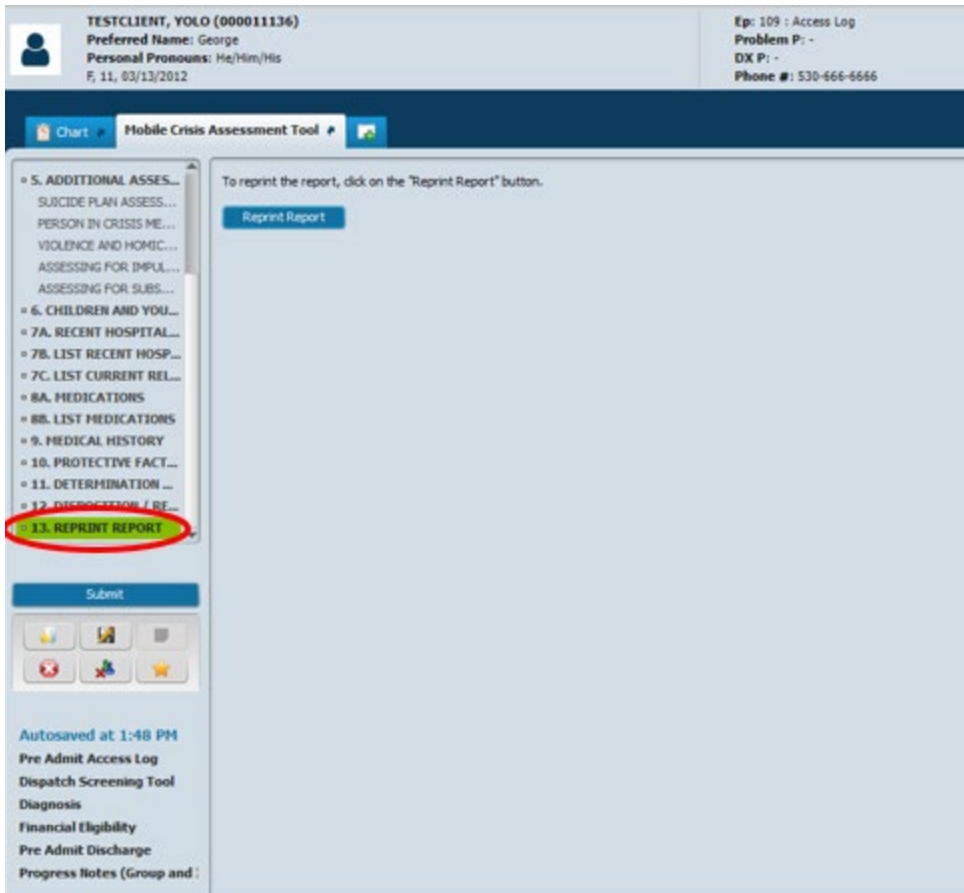 TESTCLIENT, YOLO (000011136)
Preferred Name: George
Personal Pronouns: He/Him/His
F, 11, 03/13/2012
Ep: 109 : Access Log
Problem P: -
DX P: -
Phone #: 530-666-6666
Chart
Mobile Crisis Assessment Tool
5. ADDITIONAL ASSES...
SUICIDE PLAN ASSESS...
PERSON IN CRISIS ME...
VIOLENCE AND HOMIC...
ASSESSING FOR IMPUL...
ASSESSING FOR SUBS...
6. CHILDREN AND YOU...
7A. RECENT HOSPITAL...
7B. LIST RECENT HOSP...
7C. LIST CURRENT REL...
8A. MEDICATIONS
8B. LIST MEDICATIONS
9. MEDICAL HISTORY
10. PROTECTIVE FACT...
11. DETERMINATION ...
12. DISPOSITION / RE...
13. REPRINT REPORT
To reprint the report, click on the "Reprint Report" button.
Reprint Report
Submit
Autosaved at 1:48 PM
Pre Admit Access Log
Dispatch Screening Tool
Diagnosis
Financial Eligibility
Pre Admit Discharge
Progress Notes (Group and